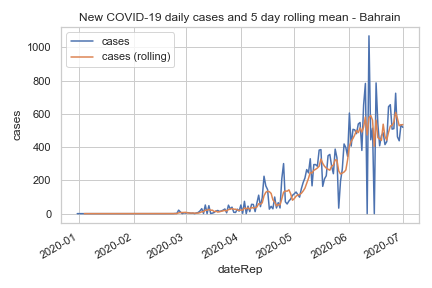 New COVID-19 daily cases and 5 day rolling mean - Bahrain
cases
cases (rolling)
1000
800
600
400
200
0
cases
2020-01
2020-02
2020-03
2020-04
2020-05
2020-06
2020-07
dateRep